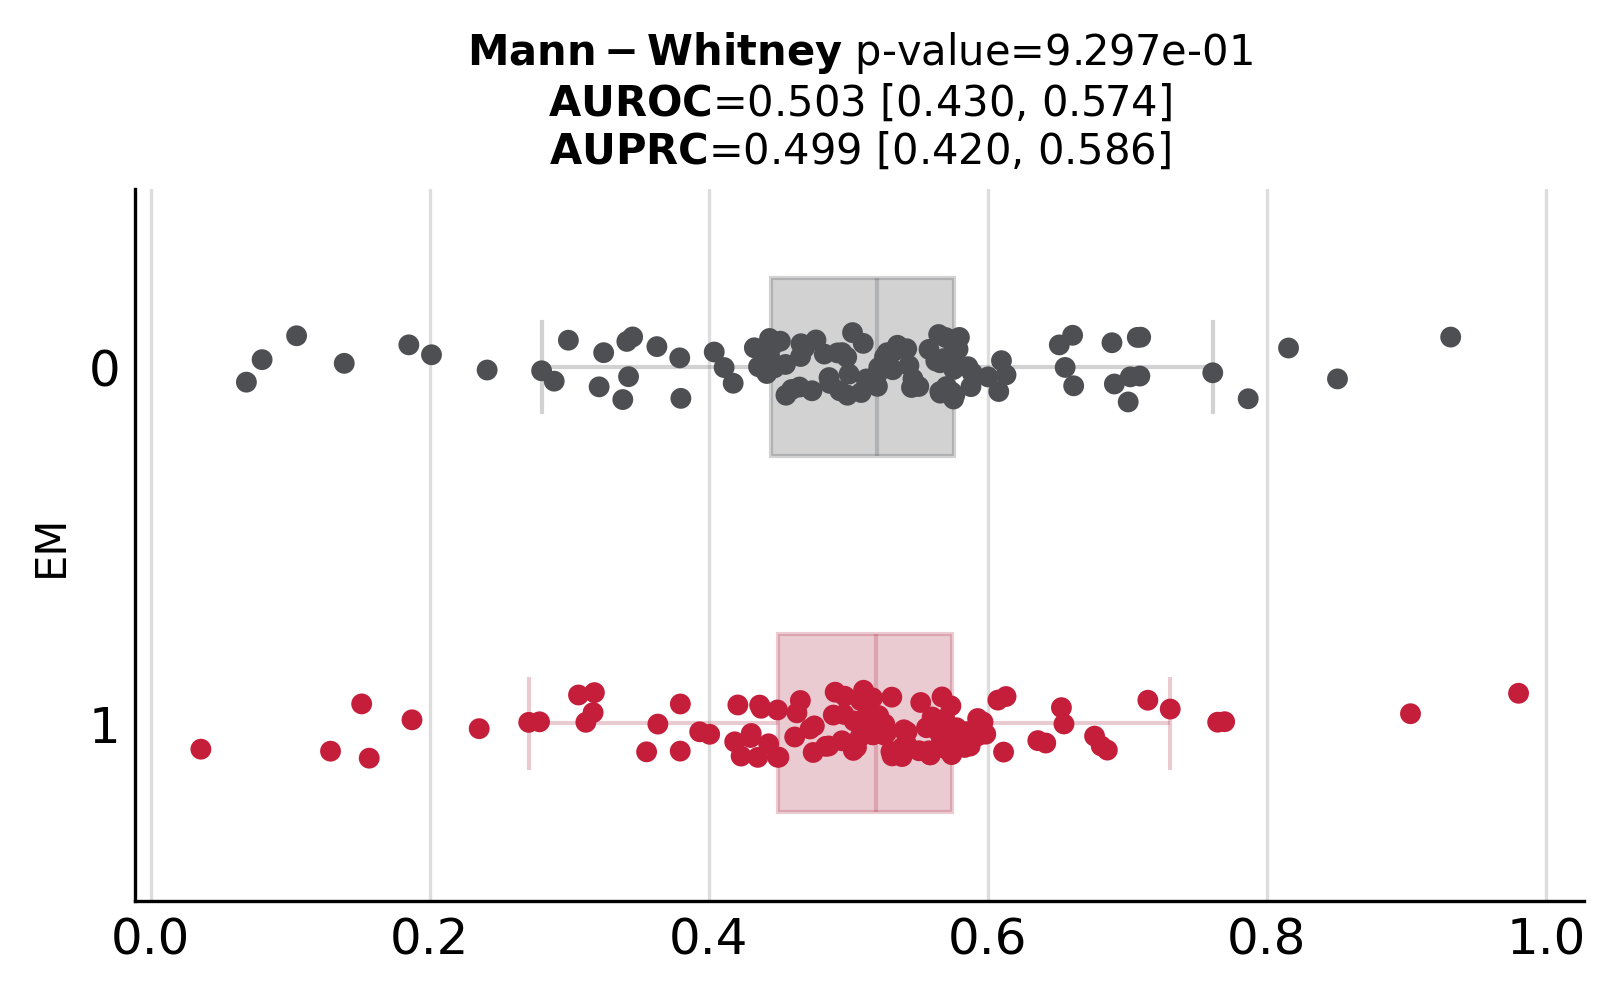 Mann − Whitney p-value=9.297e-01
AUROC=0.503 [0.430, 0.574]
AUPRC=0.499 [0.420, 0.586]
0
EM
1
0.0 0.2 0.4 0.6 0.8 1.0